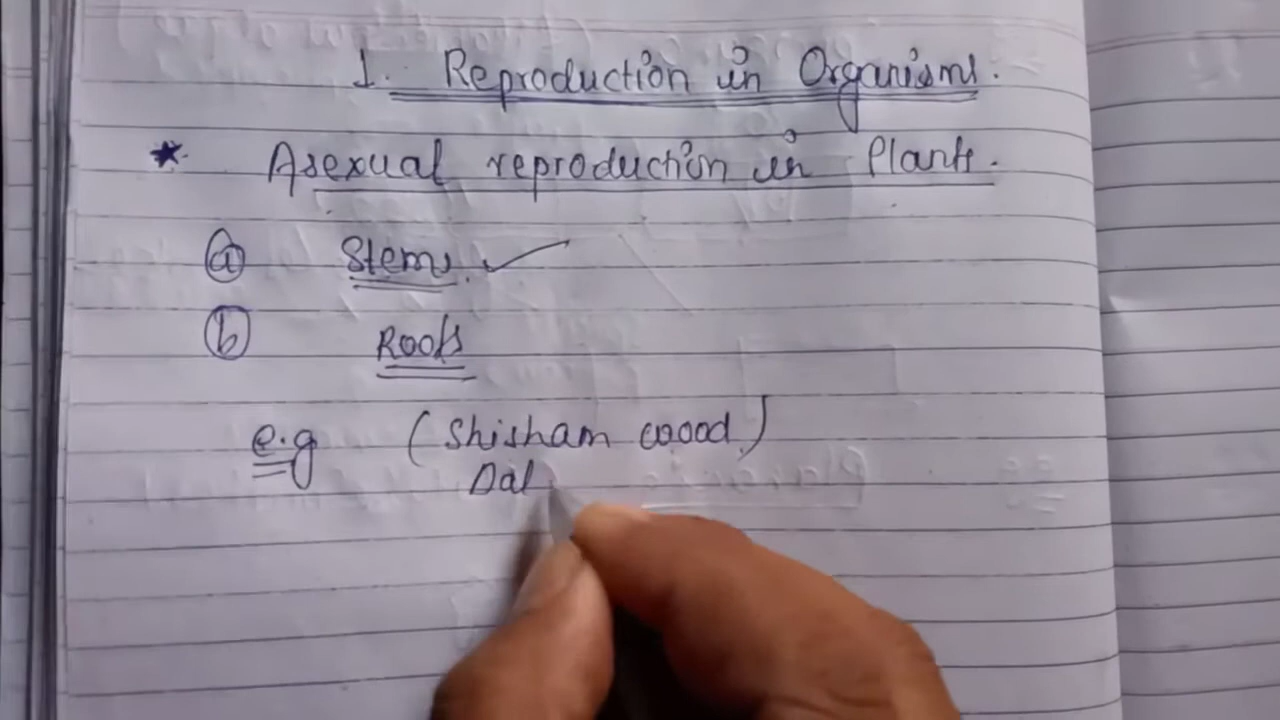 1. Reproduction in Organisms.
* Asexual reproduction in Plants.
(a) Stems. ✓
(b) Roots
e.g (Shisham wood)
Dal